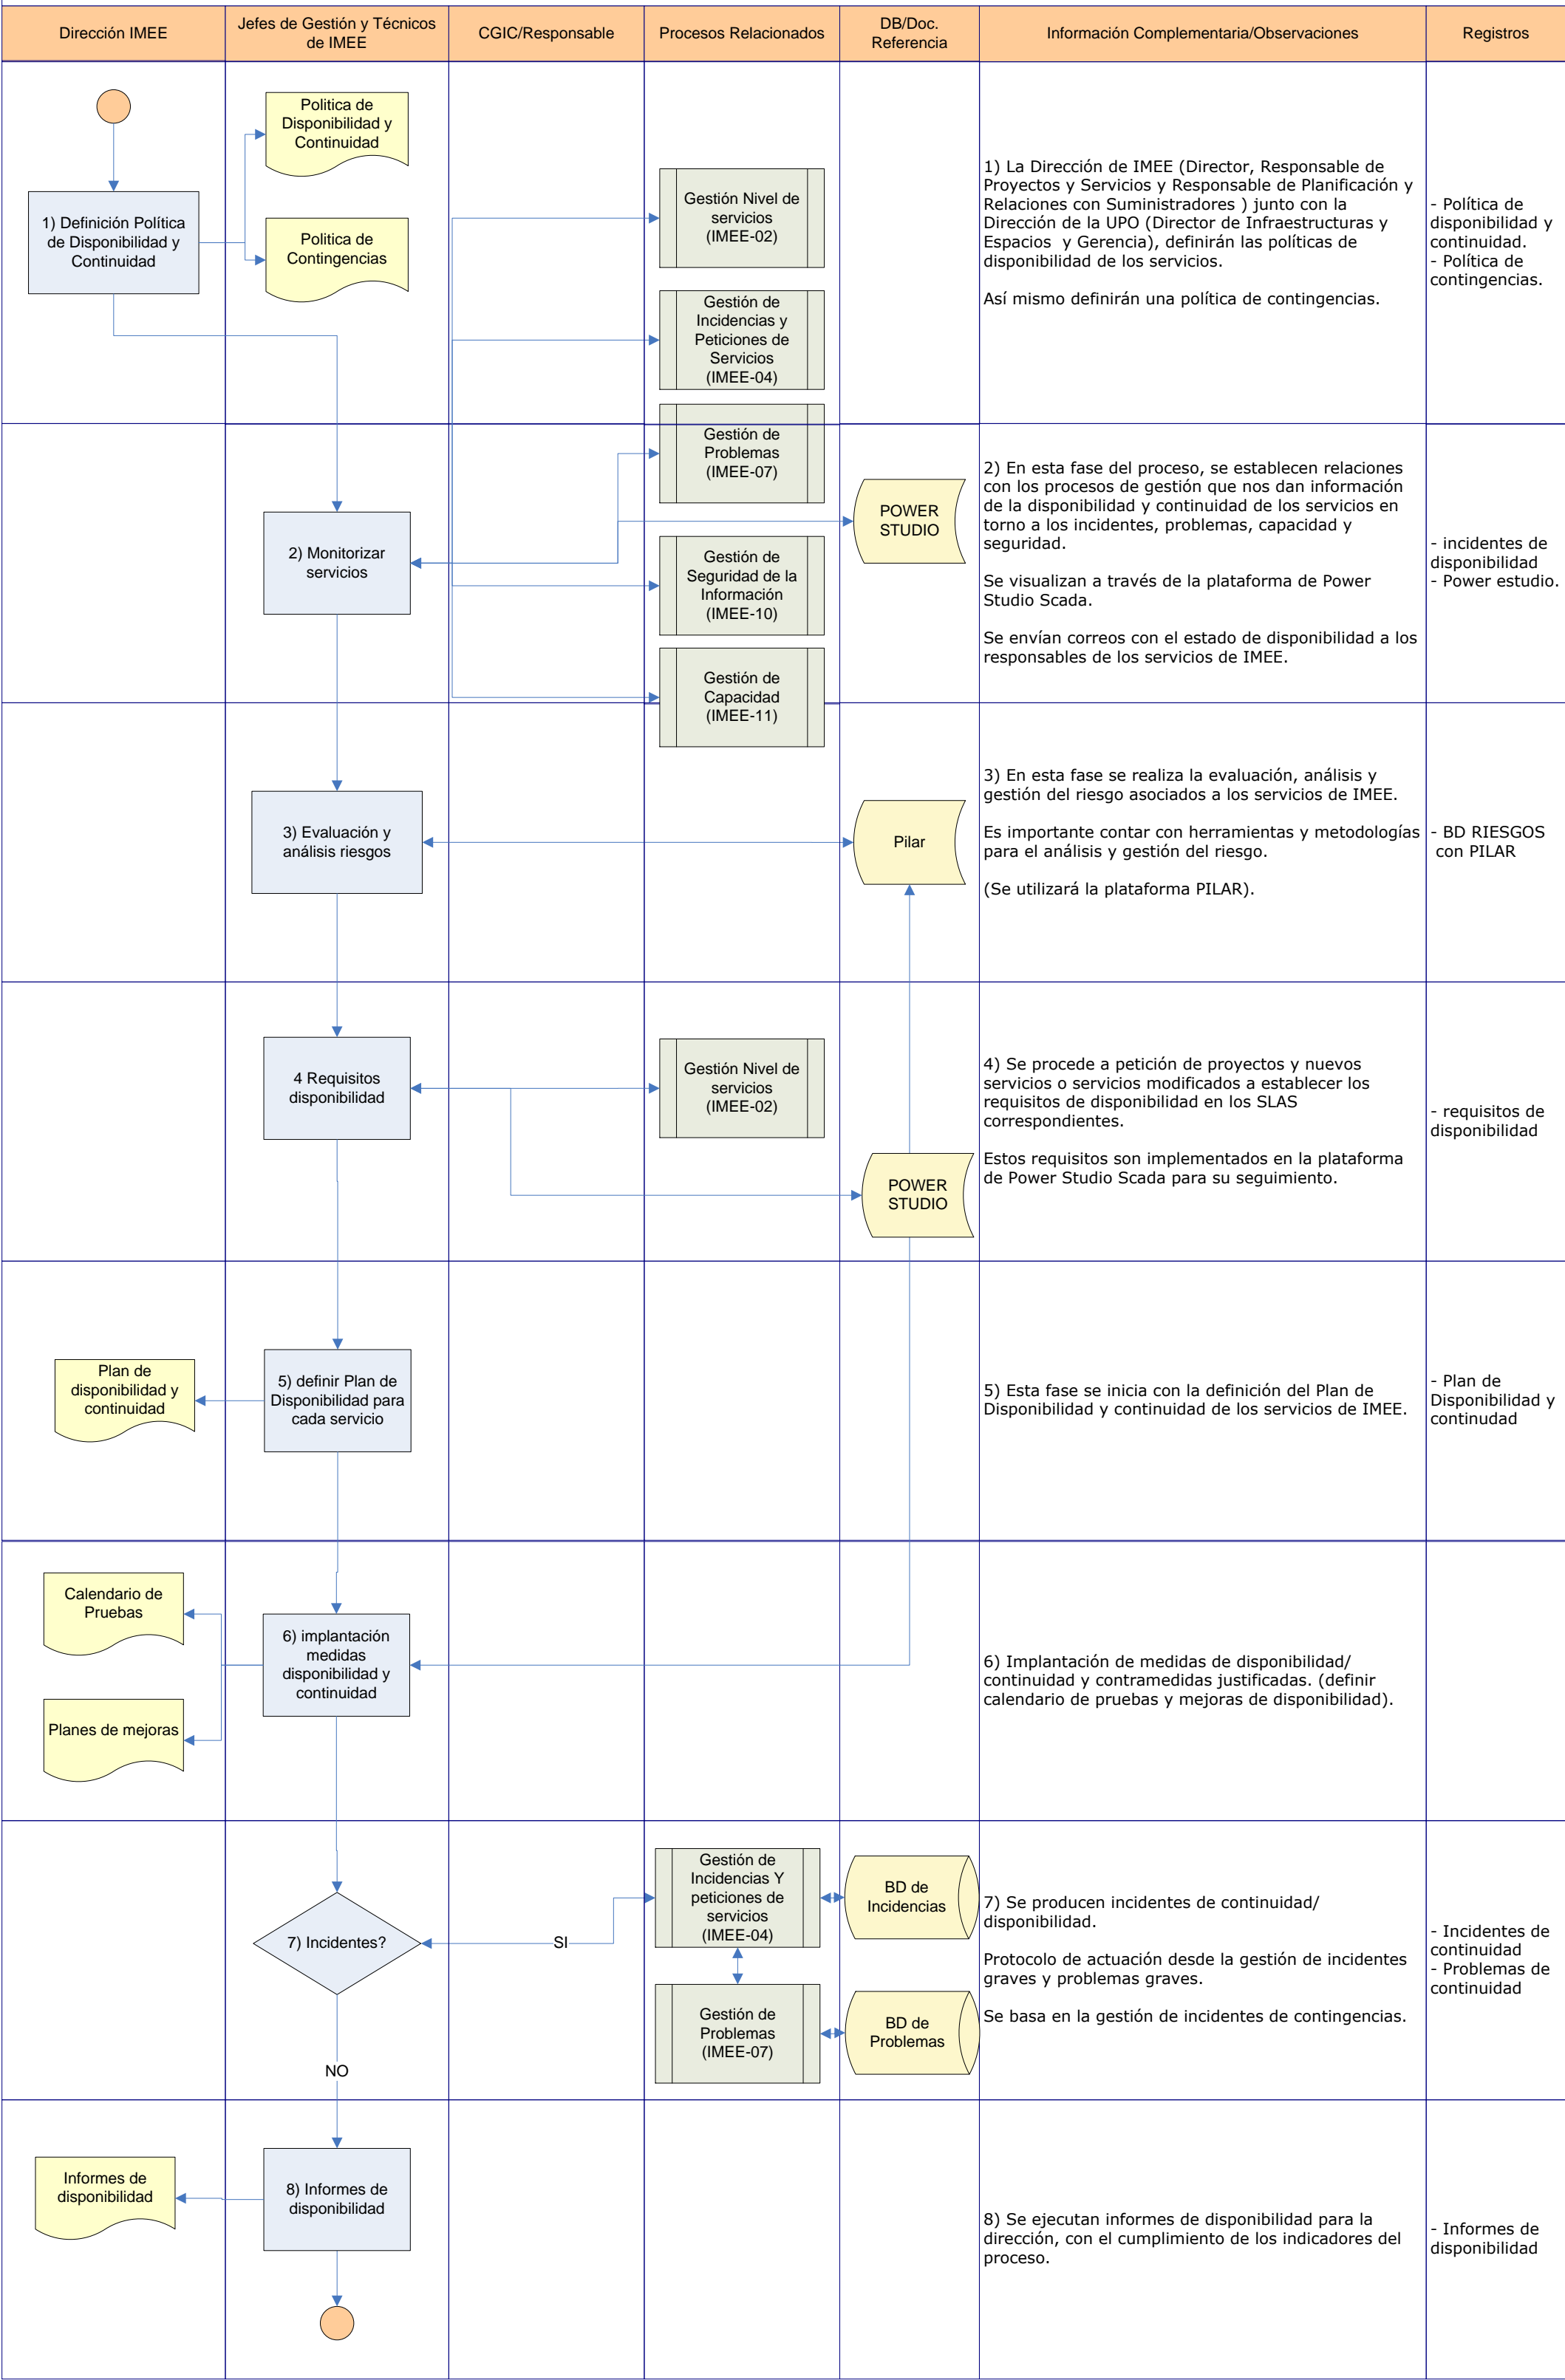 Dirección IMEE
Jefes de Gestión y Técnicos
de IMEE
CGIC/Responsable
Procesos Relacionados
DB/Doc.
Referencia
Información Complementaria/Observaciones
Registros
1) Definición Política
de Disponibilidad y
Continuidad
Politica de
Disponibilidad y
Continuidad
Politica de
Contingencias
Gestión Nivel de
servicios
(IMEE-02)
Gestión de
Incidencias y
Peticiones de
Servicios
(IMEE-04)
1) La Dirección de IMEE (Director, Responsable de
Proyectos y Servicios y Responsable de Planificación y
Relaciones con Suministradores ) junto con la
Dirección de la UPO (Director de Infraestructuras y
Espacios  y Gerencia), definirán las políticas de
disponibilidad de los servicios.
Así mismo definirán una política de contingencias.
- Política de
disponibilidad y
continuidad.
- Política de
contingencias.
2) Monitorizar
servicios
Gestión de
Problemas
(IMEE-07)
Gestión de
Seguridad de la
Información
(IMEE-10)
Gestión de
Capacidad
(IMEE-11)
POWER
STUDIO
2) En esta fase del proceso, se establecen relaciones
con los procesos de gestión que nos dan información
de la disponibilidad y continuidad de los servicios en
torno a los incidentes, problemas, capacidad y
seguridad.
Se visualizan a través de la plataforma de Power
Studio Scada.
Se envían correos con el estado de disponibilidad a los
responsables de los servicios de IMEE.
- incidentes de
disponibilidad
- Power estudio.
3) Evaluación y
análisis riesgos
Pilar
3) En esta fase se realiza la evaluación, análisis y
gestión del riesgo asociados a los servicios de IMEE.
Es importante contar con herramientas y metodologías
para el análisis y gestión del riesgo.
(Se utilizará la plataforma PILAR).
- BD RIESGOS
con PILAR
4 Requisitos
disponibilidad
Gestión Nivel de
servicios
(IMEE-02)
POWER
STUDIO
4) Se procede a petición de proyectos y nuevos
servicios o servicios modificados a establecer los
requisitos de disponibilidad en los SLAS
correspondientes.
Estos requisitos son implementados en la plataforma
de Power Studio Scada para su seguimiento.
- requisitos de
disponibilidad
Plan de
disponibilidad y
continuidad
5) definir Plan de
Disponibilidad para
cada servicio
5) Esta fase se inicia con la definición del Plan de
Disponibilidad y continuidad de los servicios de IMEE.
- Plan de
Disponibilidad y
continudad
Calendario de
Pruebas
Planes de mejoras
6) implantación
medidas
disponibilidad y
continuidad
6) Implantación de medidas de disponibilidad/
continuidad y contramedidas justificadas. (definir
calendario de pruebas y mejoras de disponibilidad).
7) Incidentes?
SI
NO
Gestión de
Incidencias Y
peticiones de
servicios
(IMEE-04)
Gestión de
Problemas
(IMEE-07)
BD de
Incidencias
BD de
Problemas
7) Se producen incidentes de continuidad/
disponibilidad.
Protocolo de actuación desde la gestión de incidentes
graves y problemas graves.
Se basa en la gestión de incidentes de contingencias.
- Incidentes de
continuidad
- Problemas de
continuidad
Informes de
disponibilidad
8) Informes de
disponibilidad
8) Se ejecutan informes de disponibilidad para la
dirección, con el cumplimiento de los indicadores del
proceso.
- Informes de
disponibilidad